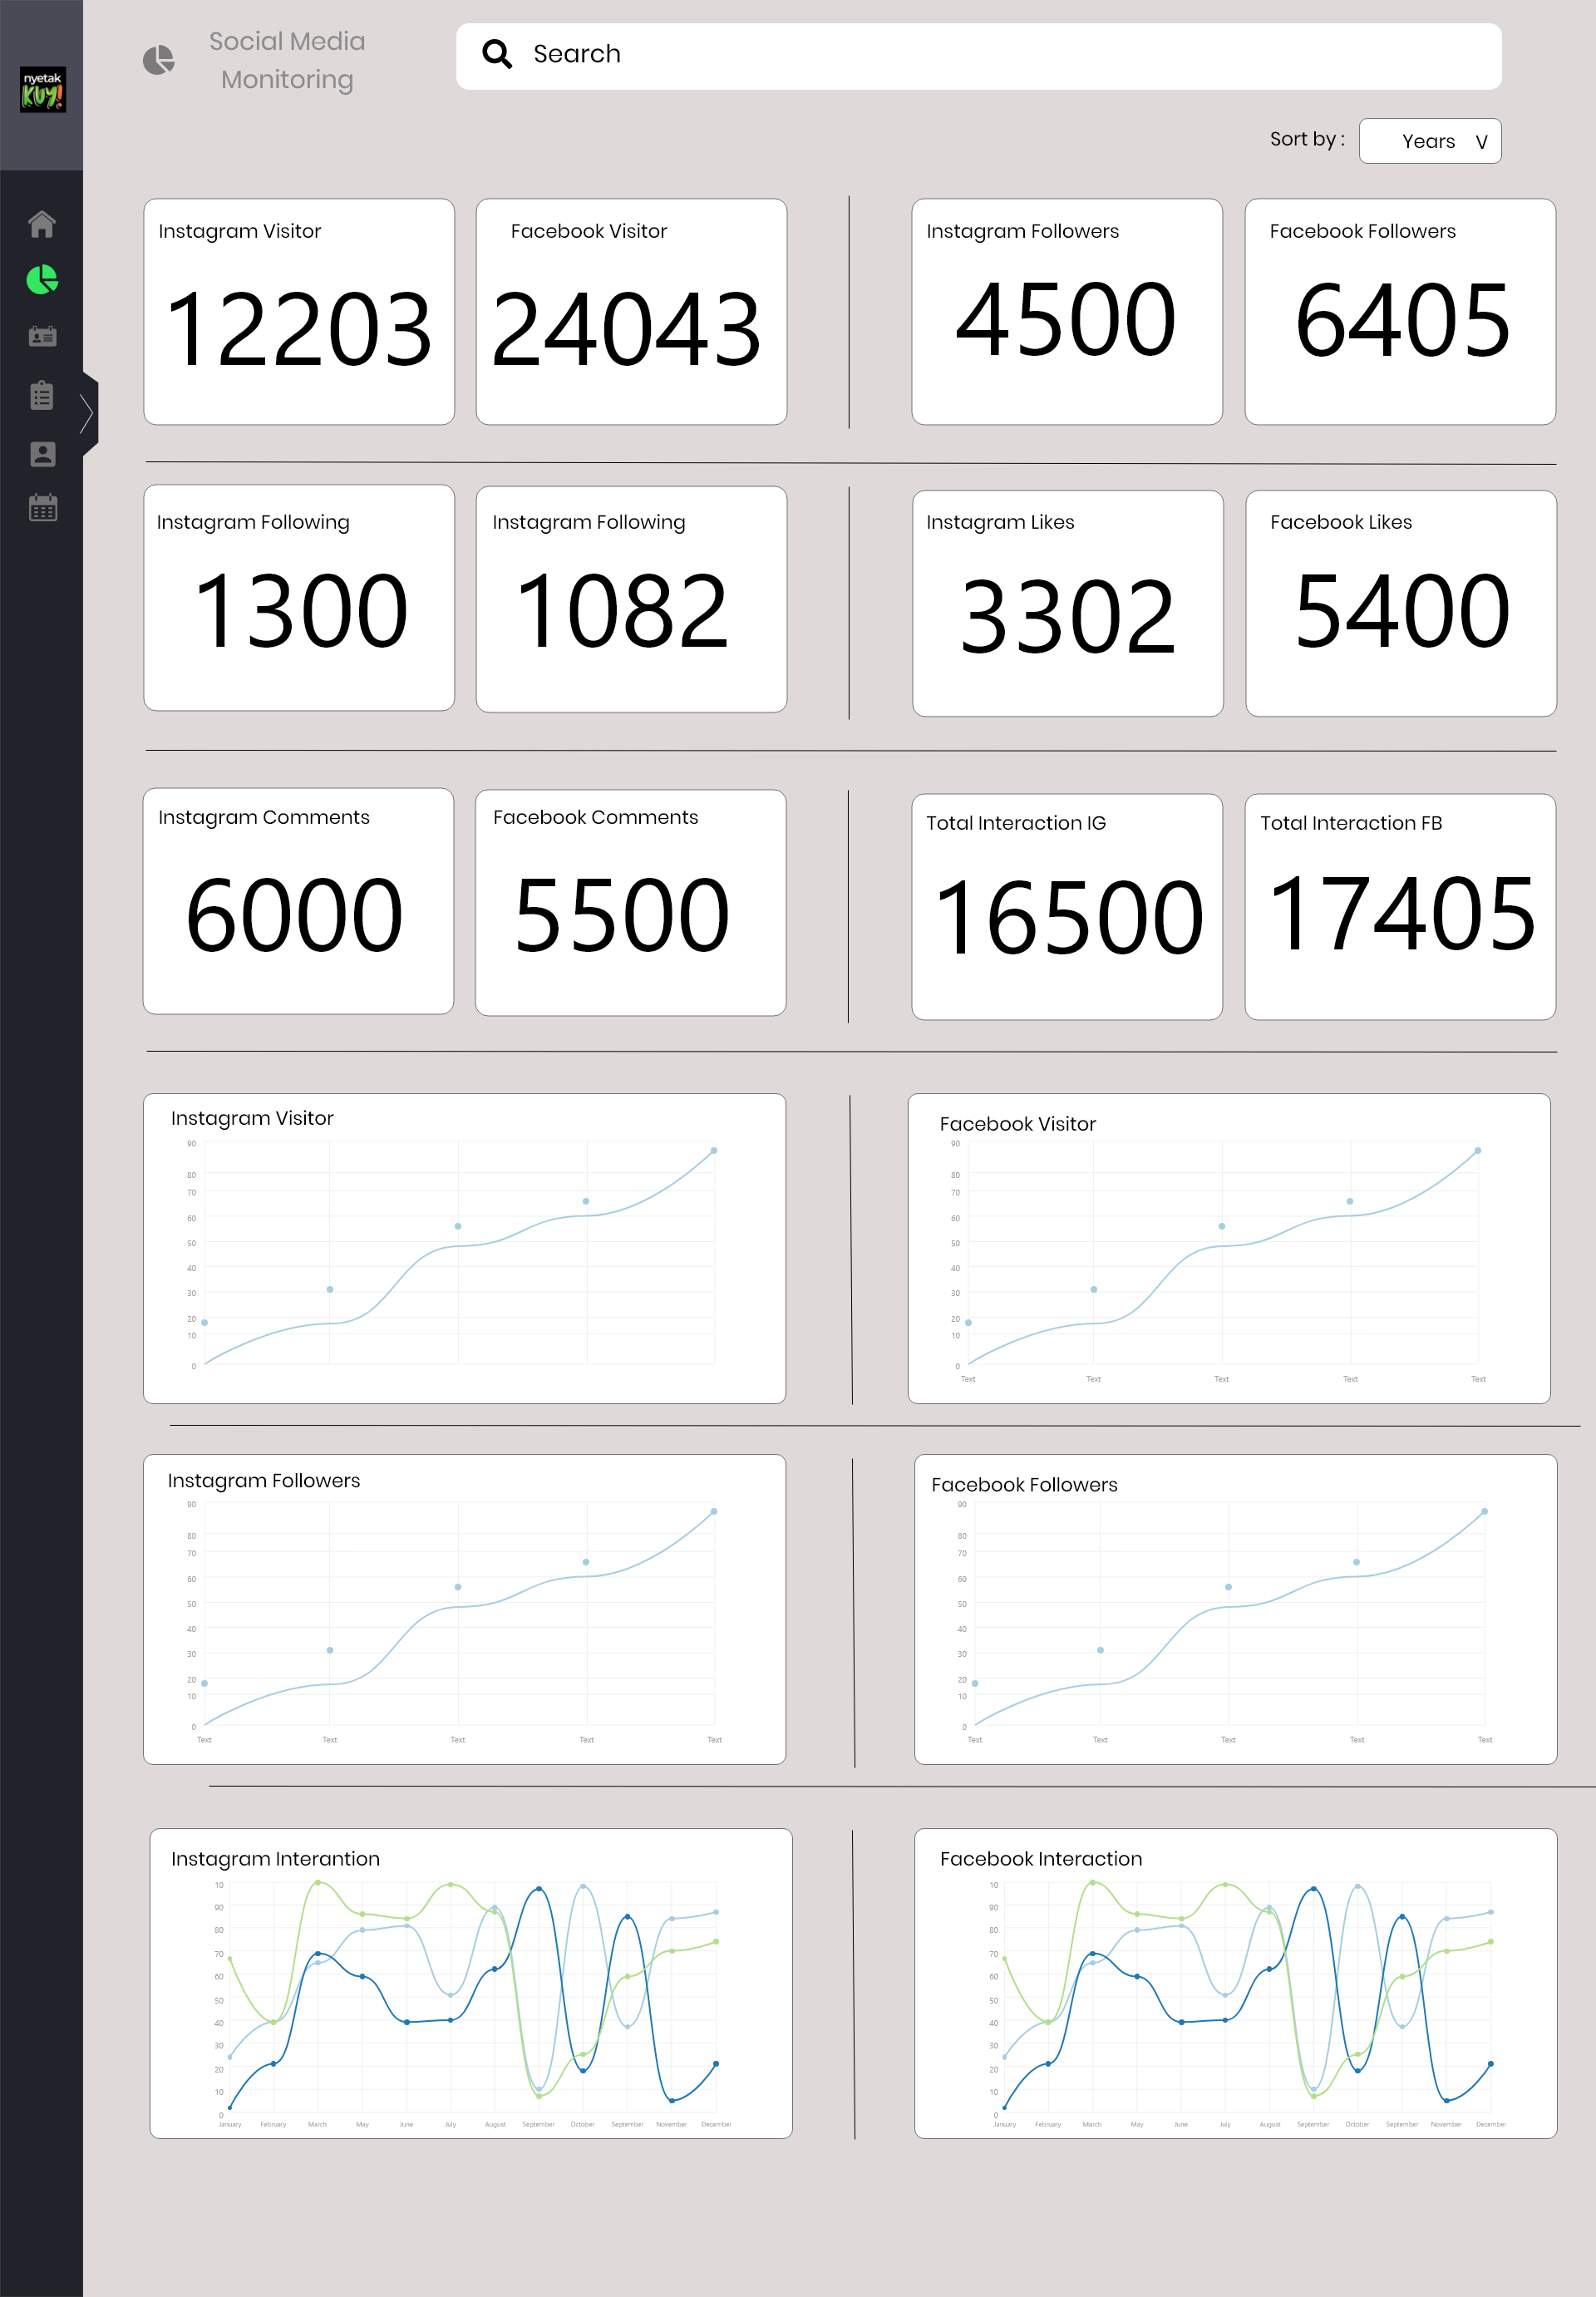 nyetak
KUY!
Social Media
Monitoring
Search
Sort by :
Years V
Instagram Visitor
12203
Facebook Visitor
24043
Instagram Followers
4500
Facebook Followers
6405
Instagram Following
1300
Instagram Following
1082
Instagram Likes
3302
Facebook Likes
5400
Instagram Comments
6000
Facebook Comments
5500
Total Interaction IG
16500
Total Interaction FB
17405
Instagram Visitor
90
80
70
60
50
40
30
20
10
0
Facebook Visitor
90
80
70
60
50
40
30
20
10
0
Text Text Text Text Text
Instagram Followers
90
80
70
60
50
40
30
20
10
0
Text Text Text Text Text
Facebook Followers
90
80
70
60
50
40
30
20
10
0
Text Text Text Text Text
Instagram Interantion
10
90
80
70
60
50
40
30
20
10
0
January February March May June July August September October September November December
Facebook Interaction
10
90
80
70
60
50
40
30
20
10
0
January February March May June July August September October September November December